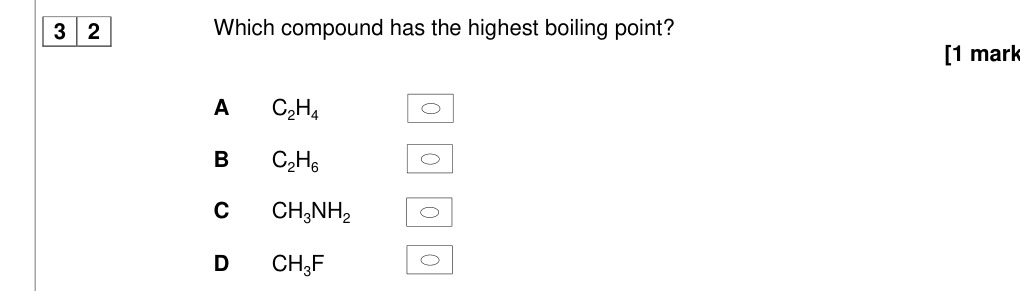 3 2 Which compound has the highest boiling point?
[1 mark
A C₂H₄
B C₂H₆
C CH₃NH₂
D CH₃F